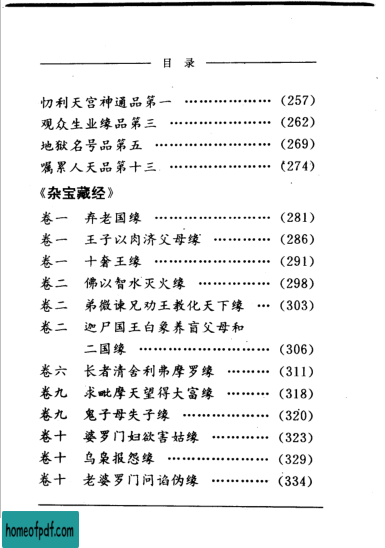 目 录
忉利天宫神通品第一 ………………… (257)
观众生业缘品第三 ………………… (262)
地狱名号品第五 ………………… (269)
嘱累人天品第十三 ………………… (274)
《杂宝藏经》
卷一 弃老国缘 ………………… (281)
卷一 王子以肉济父母缘 ………… (286)
卷一 十奢王缘 ………………… (291)
卷二 佛以智水灭火缘 ………… (298)
卷二 弟微谏兄劝王教化天下缘 … (303)
卷二 迦尸国王白象养盲父母和
二国缘 ………………… (306)
卷六 长者清舍利弗摩罗缘 ……… (311)
卷九 求毗摩天望得大富缘 ……… (318)
卷九 鬼子母失子缘 …………… (320)
卷十 婆罗门妇欲害姑缘 ……… (323)
卷十 乌枭报怨缘 ……………… (329)
卷十 老婆罗门问谄伪缘 ………… (334)
homeofpdf.com